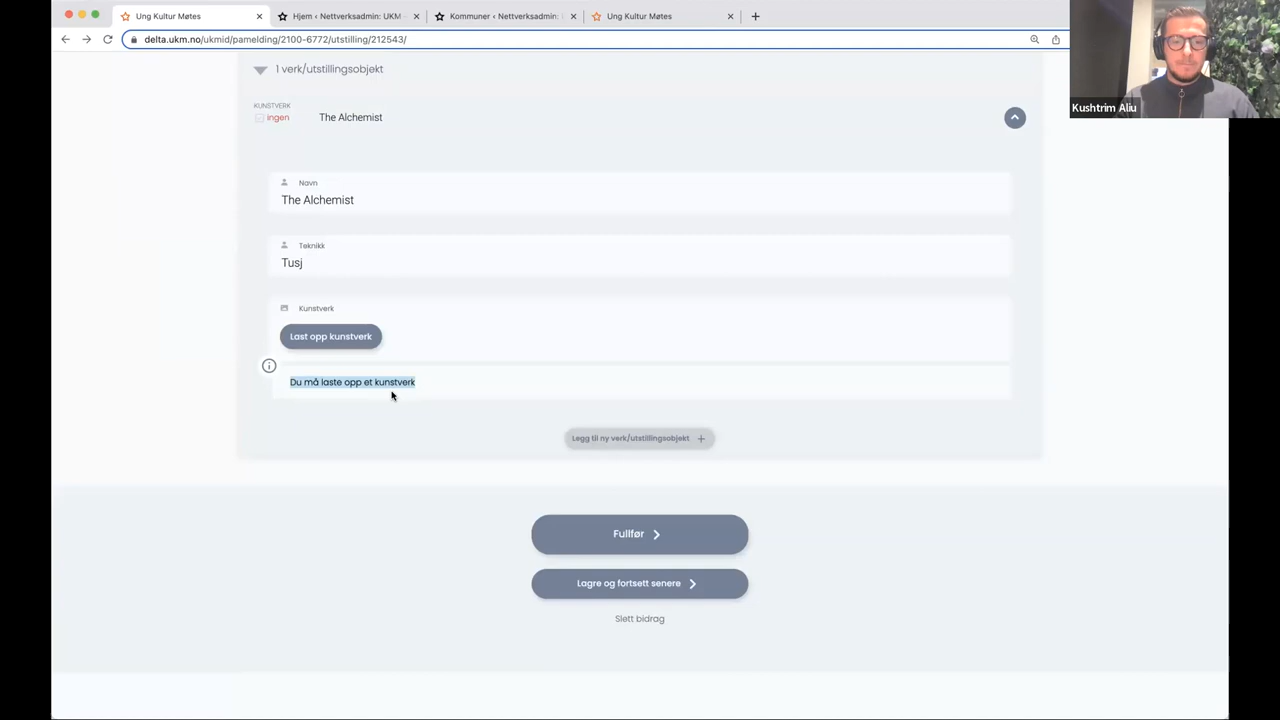 Ung Kultur Møtes
Hjem ‹ Nettverksadmin: UKM
Kommuner ‹ Nettverksadmin:
Ung Kultur Møtes
delta.ukm.no/ukmid/pamelding/2100-6772/utstilling/212543/
Kushtrim Aliu
1 verk/utstillingsobjekt
KUNSTVERK
ingen
The Alchemist
Navn
The Alchemist
Teknikk
Tusj
Kunstverk
Last opp kunstverk
Du må laste opp et kunstverk
Legg til ny verk/utstillingsobjekt +
Fullfør
Lagre og fortsett senere
Slett bidrag